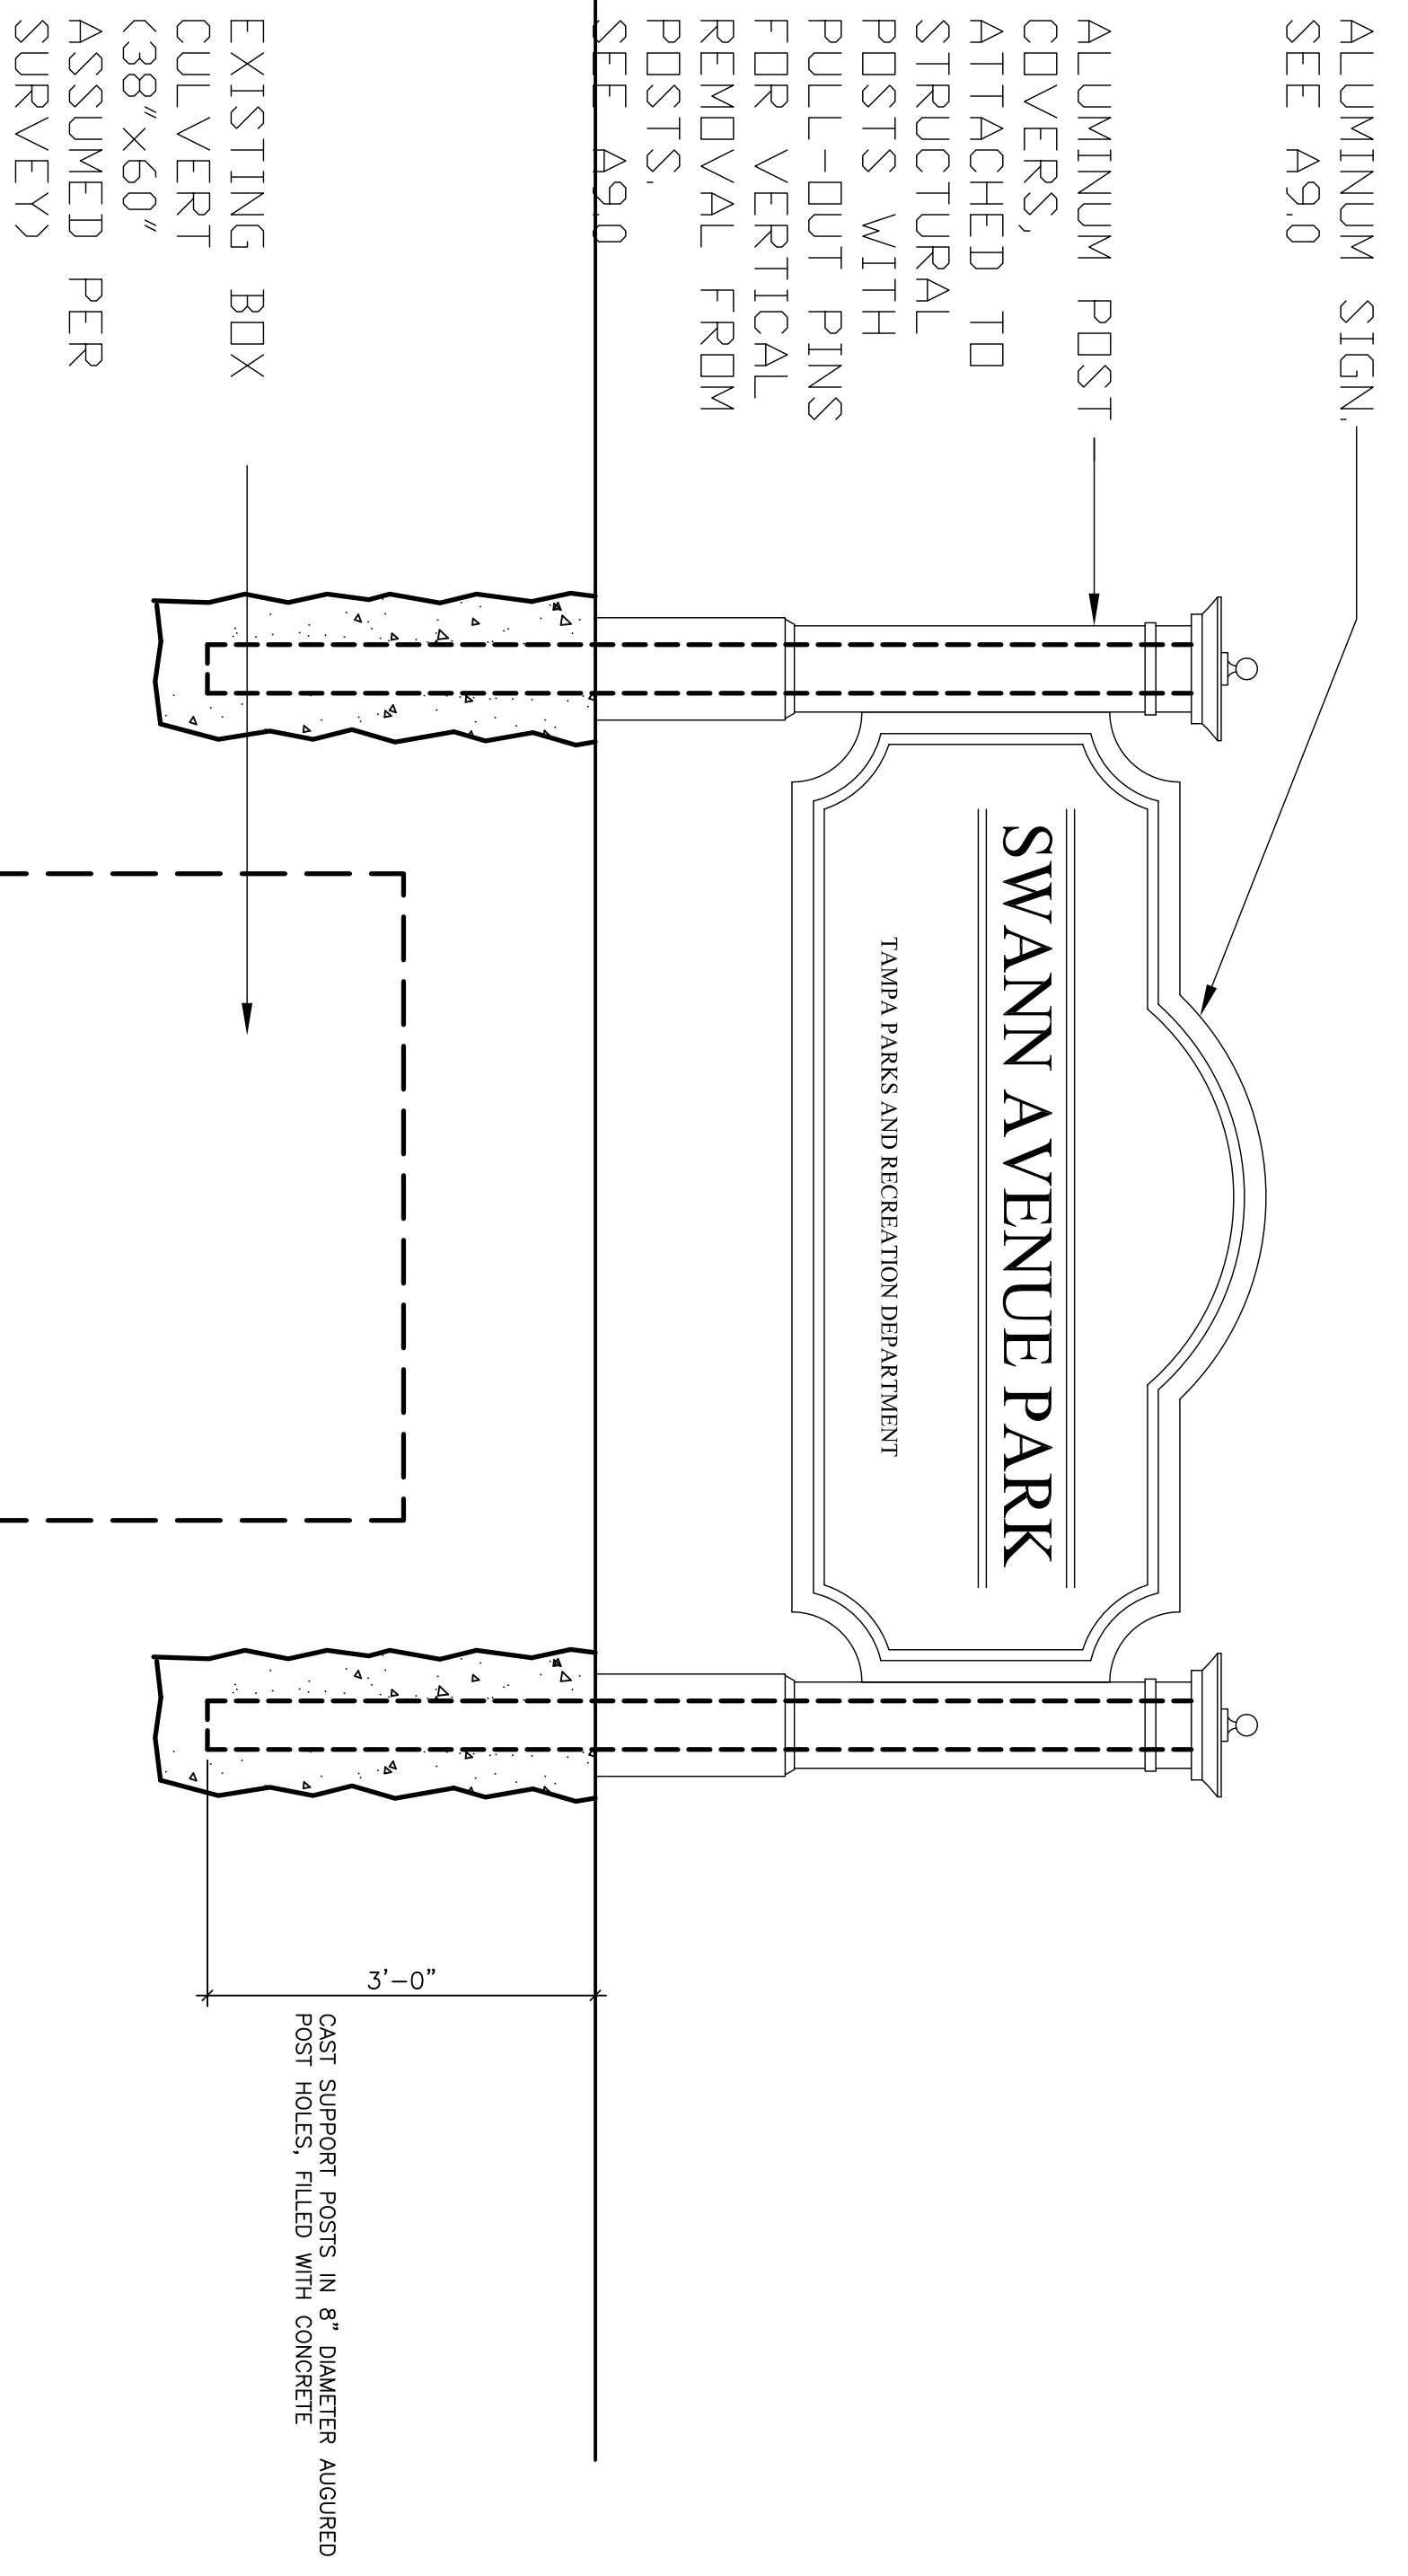 ALUMINUM SIGN.
SEE A9.0
ALUMINUM POST
COVERS,
ATTACHED TO
STRUCTURAL
POSTS WITH
PULL-OUT PINS
FOR VERTICAL
REMOVAL FROM
POSTS.
SEE A9.0
SWANN AVENUE PARK
TAMPA PARKS AND RECREATION DEPARTMENT
EXISTING BOX
CULVERT
(38"x60"
ASSUMED PER
SURVEY)
3'-0"
CAST SUPPORT POSTS IN 8" DIAMETER AUGURED
POST HOLES, FILLED WITH CONCRETE